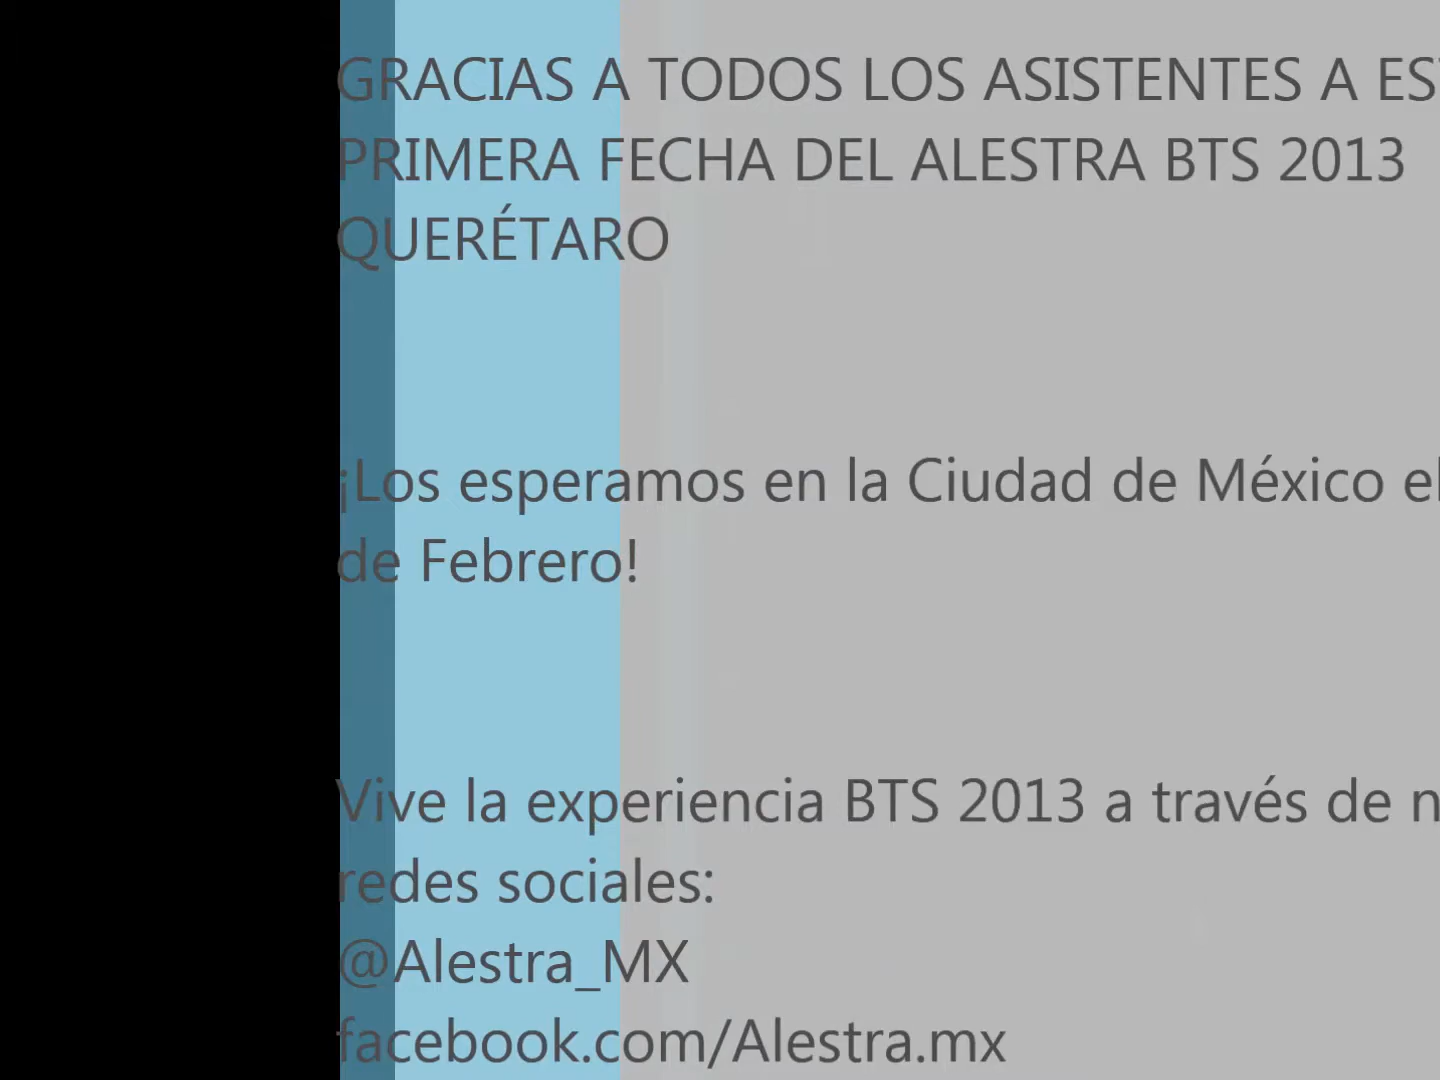 GRACIAS A TODOS LOS ASISTENTES A
PRIMERA FECHA DEL ALESTRA BTS 2013
QUERÉTARO
¡Los esperamos en la Ciudad de México el
de Febrero!
Vive la experiencia BTS 2013 a través de
redes sociales:
@Alestra_MX
facebook.com/Alestra.mx